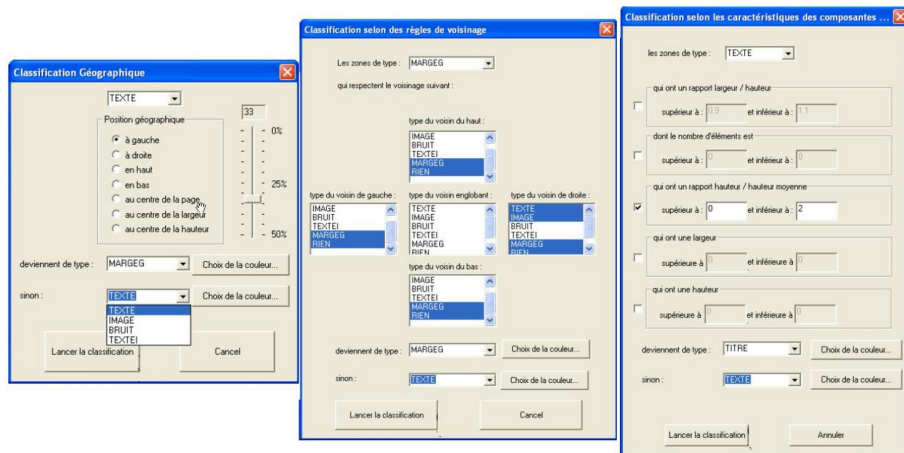 Classification Géographique
TEXTE
33
Position géographique
à gauche
à droite
en haut
en bas
au centre de la page
au centre de la largeur
au centre de la hauteur
0%
25%
50%
deviennent de type :
MARGEG
Choix de la couleur...
sinon :
TEXTE
Choix de la couleur...
TEXTE
IMAGE
BRUIT
TEXTEI
Lancer la classification
Cancel
Classification selon des règles de voisinage
Les zones de type :
MARGEG
qui respectent le voisinage suivant :
type du voisin du haut :
IMAGE
BRUIT
TEXTEI
MARGEG
RIEN
type du voisin de gauche :
IMAGE
BRUIT
TEXTEI
MARGEG
RIEN
type du voisin englobant :
TEXTE
IMAGE
BRUIT
TEXTEI
MARGEG
RIEN
type du voisin de droite :
TEXTE
IMAGE
BRUIT
TEXTEI
MARGEG
RIEN
type du voisin du bas :
IMAGE
BRUIT
TEXTEI
MARGEG
RIEN
deviennent de type :
MARGEG
Choix de la couleur...
sinon :
TEXTE
Choix de la couleur...
Lancer la classification
Cancel
Classification selon les caractéristiques des composantes ...
les zones de type :
TEXTE
qui ont un rapport largeur / hauteur
supérieur à : 0.9 et inférieur à : 1.1
dont le nombre d'éléments est
supérieur à : 0 et inférieur à : 0
qui ont un rapport hauteur / hauteur moyenne
supérieur à : 0 et inférieur à : 2
qui ont une largeur
supérieure à 0 et inférieure à 0
qui ont une hauteur
supérieure à 0 et inférieure à 0
deviennent de type :
TITRE
Choix de la couleur...
sinon :
TEXTE
Choix de la couleur...
Lancer la classification
Annuler